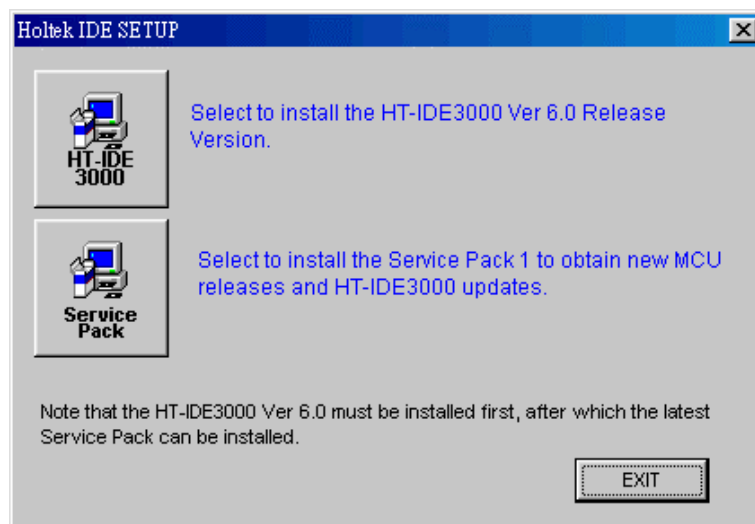 Holtek IDE SETUP
HT-IDE
3000
Select to install the HT-IDE3000 Ver 6.0 Release
Version.
Service
Pack
Select to install the Service Pack 1 to obtain new MCU
releases and HT-IDE3000 updates.
Note that the HT-IDE3000 Ver 6.0 must be installed first, after which the latest
Service Pack can be installed.
EXIT